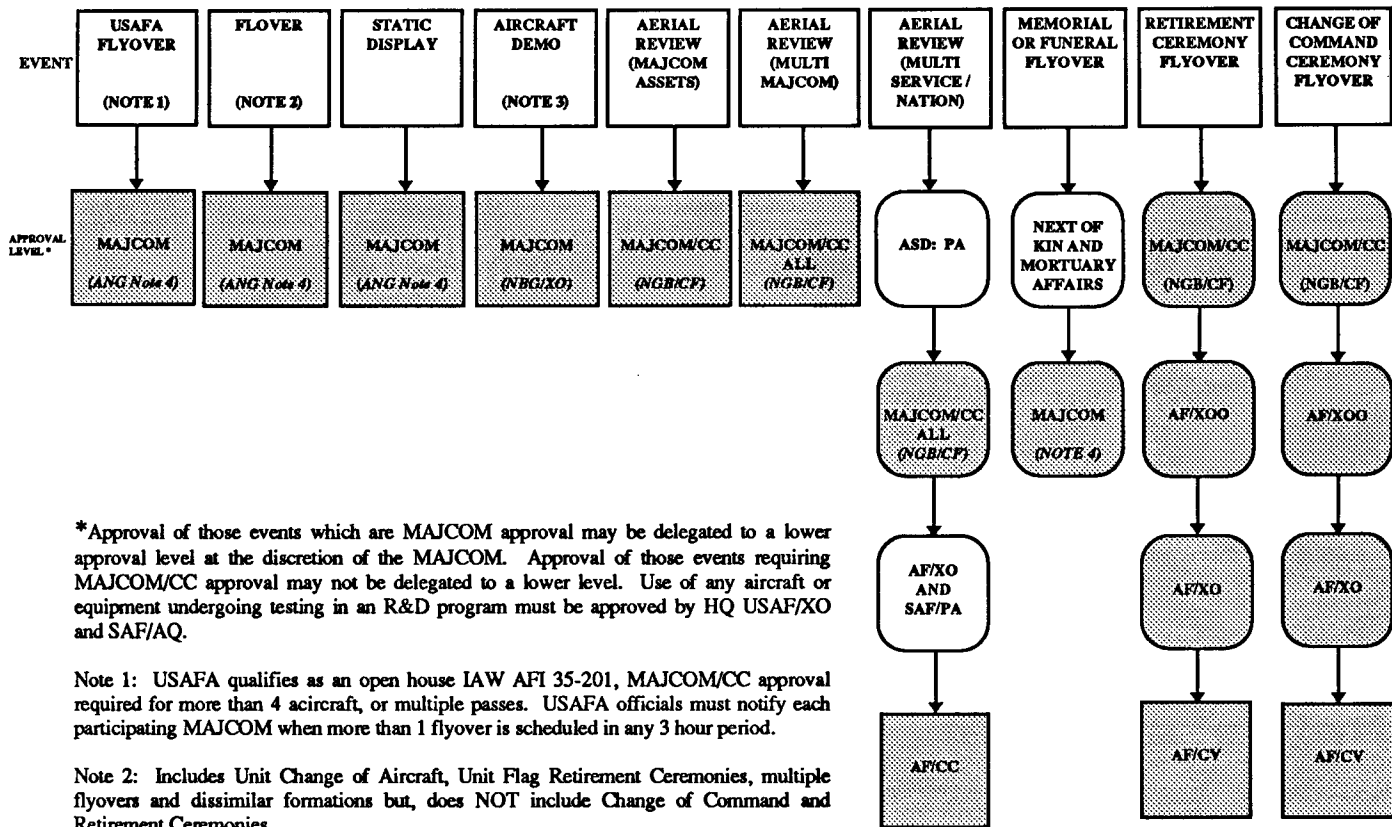 EVENT
USAFA
FLYOVER
(NOTE 1)
FLOVER
(NOTE 2)
STATIC
DISPLAY
AIRCRAFT
DEMO
(NOTE 3)
AERIAL
REVIEW
(MAJCOM
ASSETS)
AERIAL
REVIEW
(MULTI
MAJCOM)
AERIAL
REVIEW
(MULTI
SERVICE /
NATION)
MEMORIAL
OR FUNERAL
FLYOVER
RETIREMENT
CEREMONY
FLYOVER
CHANGE OF
COMMAND
CEREMONY
FLYOVER
APPROVAL
LEVEL *
MAJCOM
(ANG Note 4)
MAJCOM
(ANG Note 4)
MAJCOM
(ANG Note 4)
MAJCOM
(NBG/XO)
MAJCOM/CC
(NGB/CF)
MAJCOM/CC
ALL
(NGB/CF)
ASD: PA
NEXT OF
KIN AND
MORTUARY
AFFAIRS
MAJCOM/CC
(NGB/CF)
MAJCOM/CC
(NGB/CF)
MAJCOM/CC
ALL
(NGB/CF)
MAJCOM
(NOTE 4)
AF/XOO
AF/XOO
AF/XO
AND
SAF/PA
AF/XO
AF/XO
AF/CC
AF/CV
AF/CV
*Approval of those events which are MAJCOM approval may be delegated to a lower
approval level at the discretion of the MAJCOM. Approval of those events requiring
MAJCOM/CC approval may not be delegated to a lower level. Use of any aircraft or
equipment undergoing testing in an R&D program must be approved by HQ USAF/XO
and SAF/AQ.
Note 1: USAFA qualifies as an open house IAW AFI 35-201, MAJCOM/CC approval
required for more than 4 acircraft, or multiple passes. USAFA officials must notify each
participating MAJCOM when more than 1 flyover is scheduled in any 3 hour period.
Note 2: Includes Unit Change of Aircraft, Unit Flag Retirement Ceremonies, multiple
flyovers and dissimilar formations but, does NOT include Change of Command and
Retirement Ceremonies